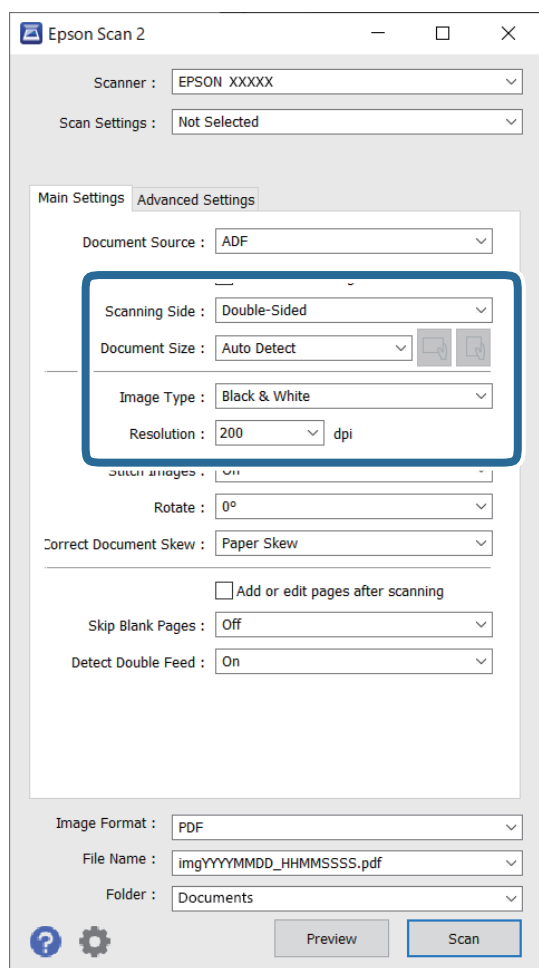 Epson Scan 2
Scanner : EPSON XXXXX
Scan Settings : Not Selected
Main Settings Advanced Settings
Document Source : ADF
Scanning Side : Double-Sided
Document Size : Auto Detect
Image Type : Black & White
Resolution : 200 dpi
Stitch Images : Off
Rotate : 0°
Correct Document Skew : Paper Skew
Add or edit pages after scanning
Skip Blank Pages : Off
Detect Double Feed : On
Image Format : PDF
File Name : imgYYYYMMDD_HHMMSSSS.pdf
Folder : Documents
? Preview Scan